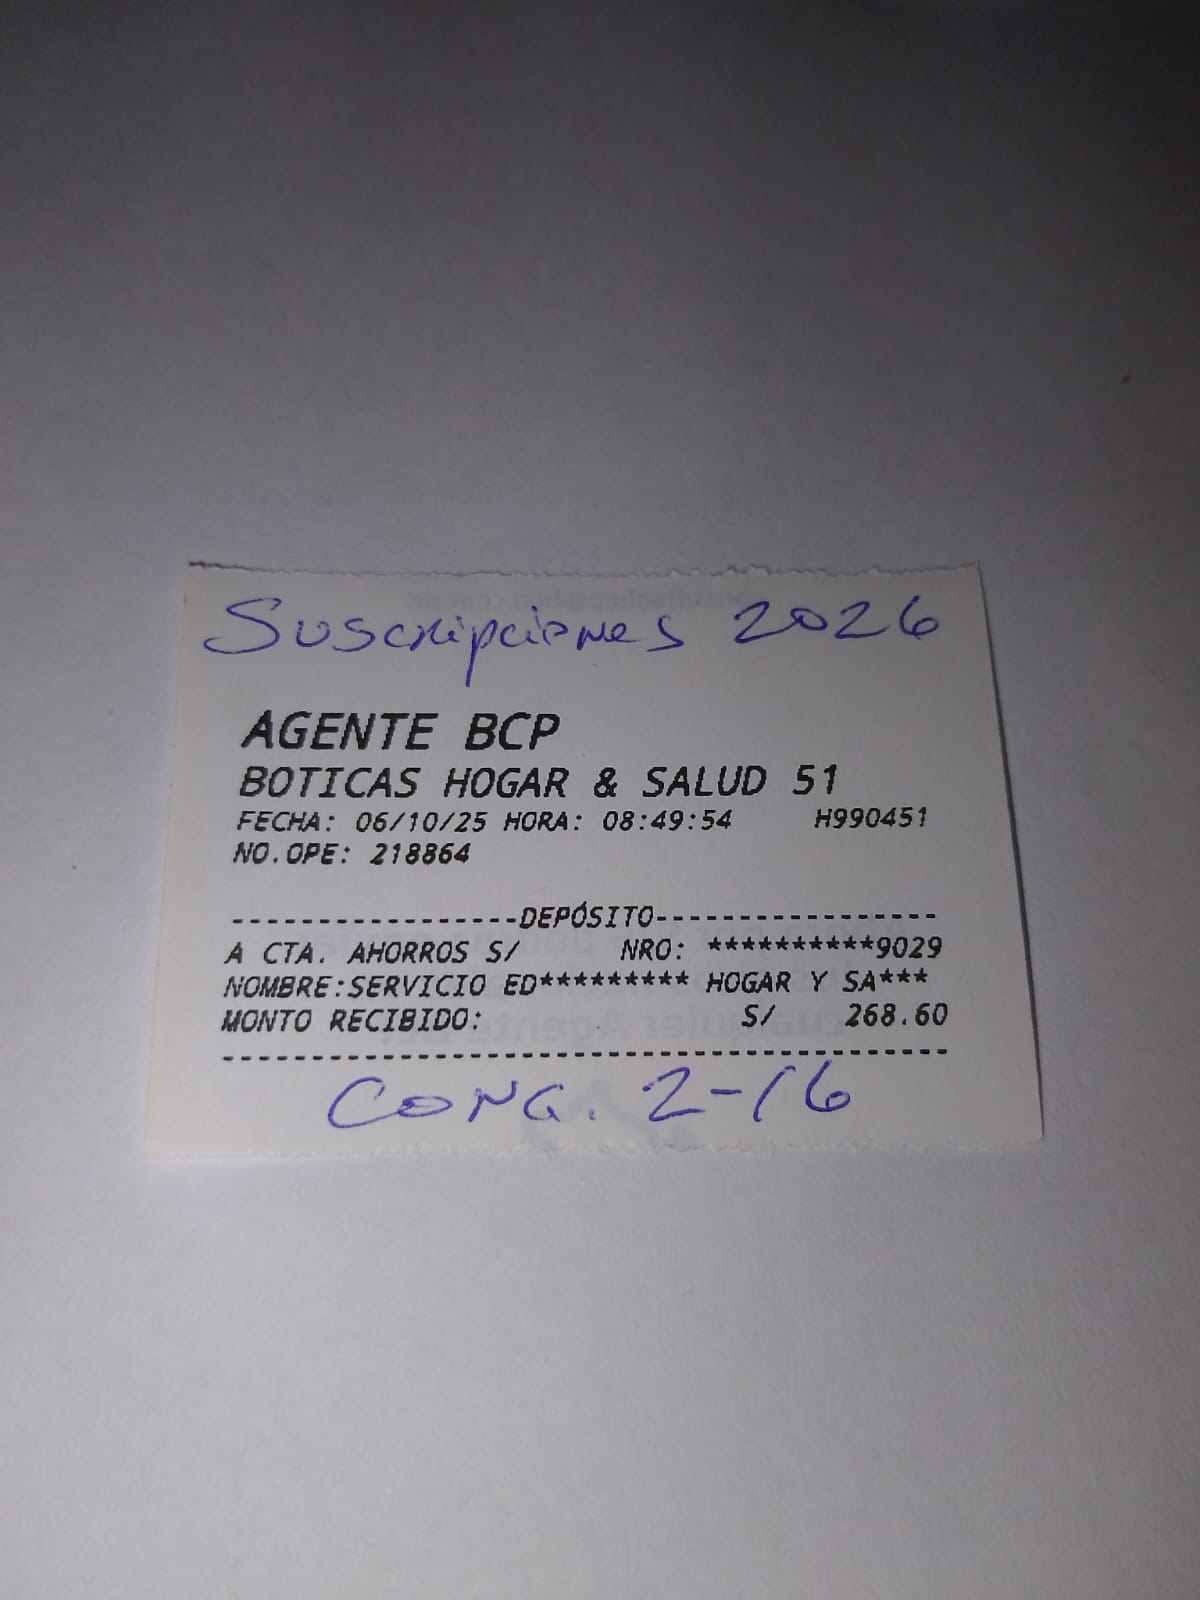 Suscripciones 2026
AGENTE BCP
BOTICAS HOGAR & SALUD 51
FECHA: 06/10/25 HORA: 08:49:54 H990451
NO.OPE: 218864
-----------------DEPÓSITO-----------------
A CTA. AHORROS S/ NRO: **********9029
NOMBRE:SERVICIO ED********* HOGAR Y SA***
MONTO RECIBIDO: S/ 268.60
--------------------------------------------
CONG. 2-16